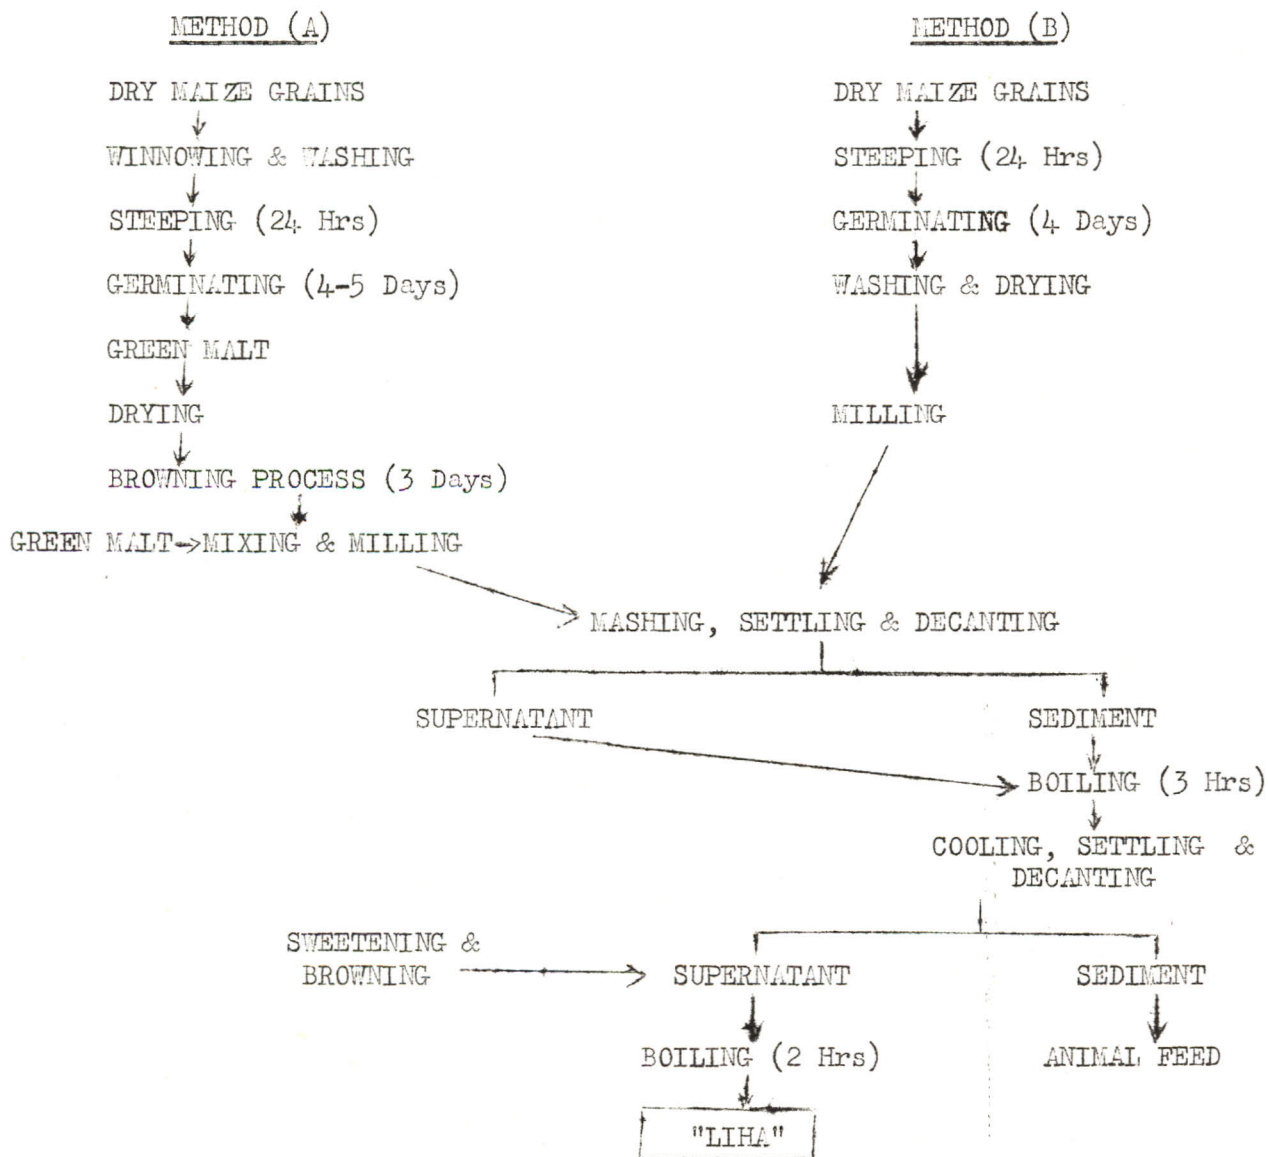 METHOD (A)
DRY MAIZE GRAINS
WINNOWING & WASHING
STEEPING (24 Hrs)
GERMINATING (4-5 Days)
GREEN MALT
DRYING
BROWNING PROCESS (3 Days)
GREEN MALT→MIXING & MILLING
METHOD (B)
DRY MAIZE GRAINS
STEEPING (24 Hrs)
GERMINATING (4 Days)
WASHING & DRYING
MILLING
MASHING, SETTLING & DECANTING
SUPERNATANT
SEDIMENT
BOILING (3 Hrs)
COOLING, SETTLING &
DECANTING
SWEETENING &
BROWNING
SUPERNATANT
SEDIMENT
BOILING (2 Hrs)
ANIMAL FEED
"LIHA"